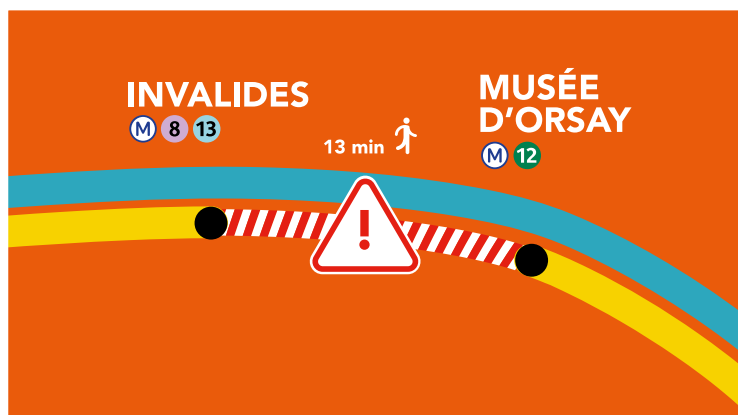 INVALIDES
M 8 13
13 min
MUSÉE
D'ORSAY
M 12
!